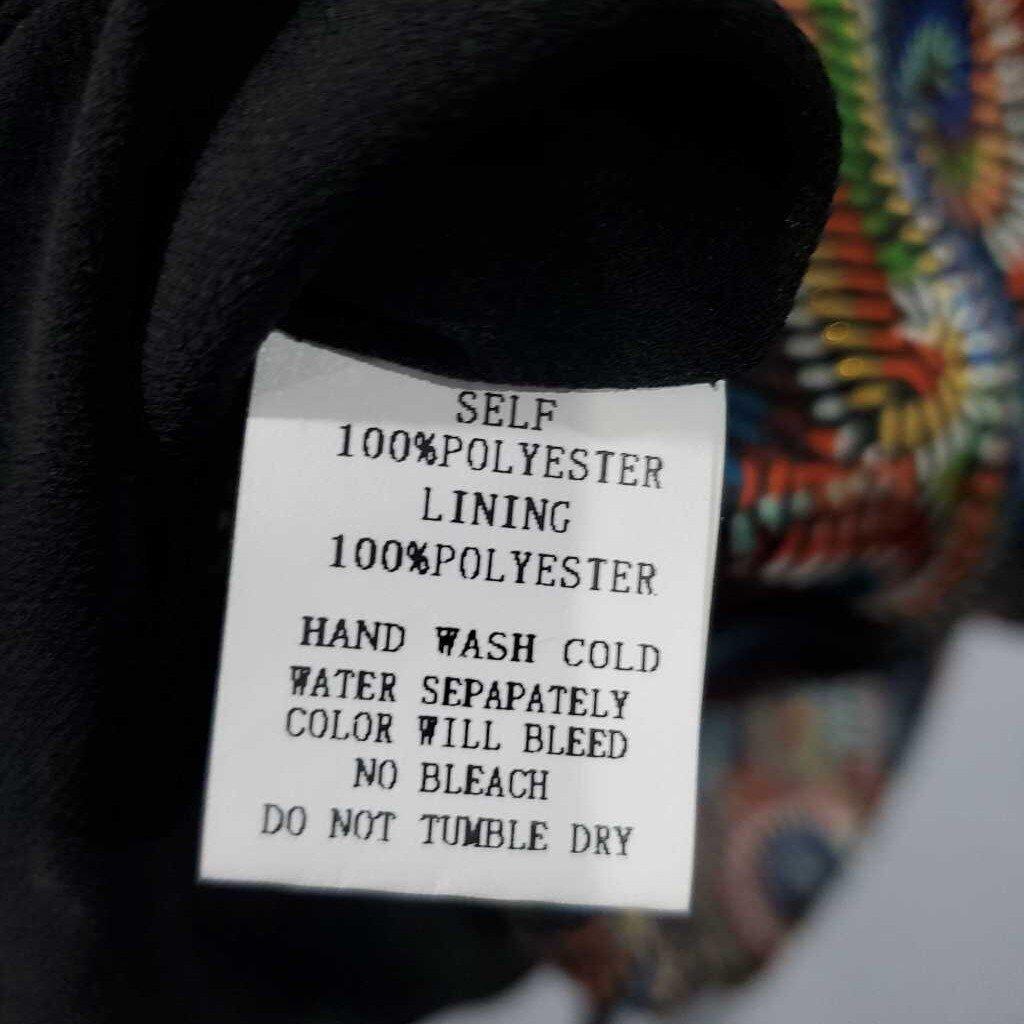 SELF
100%POLYESTER
LINING
100%POLYESTER
HAND WASH COLD
WATER SEPAPATELY
COLOR WILL BLEED
NO BLEACH
DO NOT TUMBLE DRY